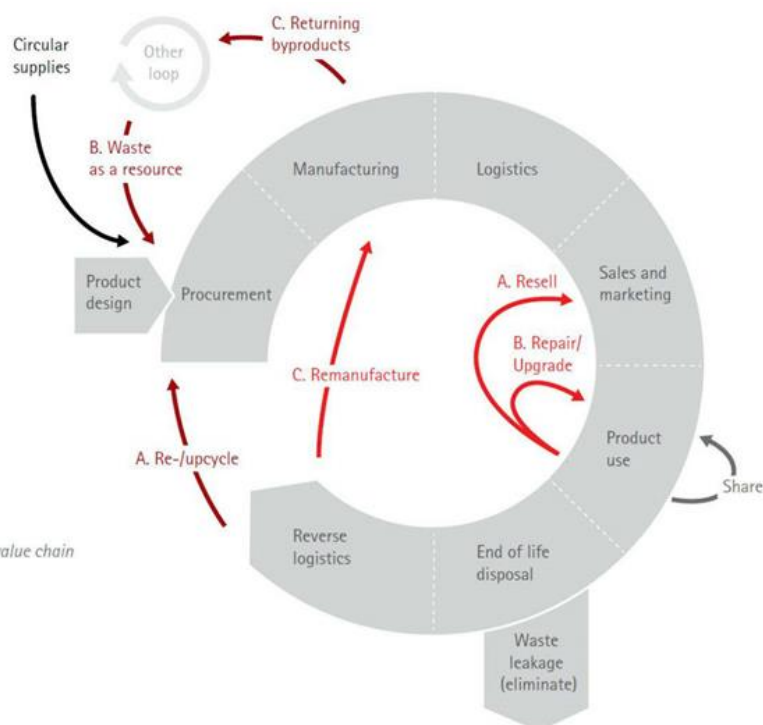 Circular
supplies
Other
loop
C. Returning
byproducts
B. Waste
as a resource
Manufacturing
Logistics
Product
design
Procurement
Sales and
marketing
A. Resell
B. Repair/
Upgrade
C. Remanufacture
A. Re-/upcycle
Product
use
Share
Reverse
logistics
End of life
disposal
Waste
leakage
(eliminate)
value chain